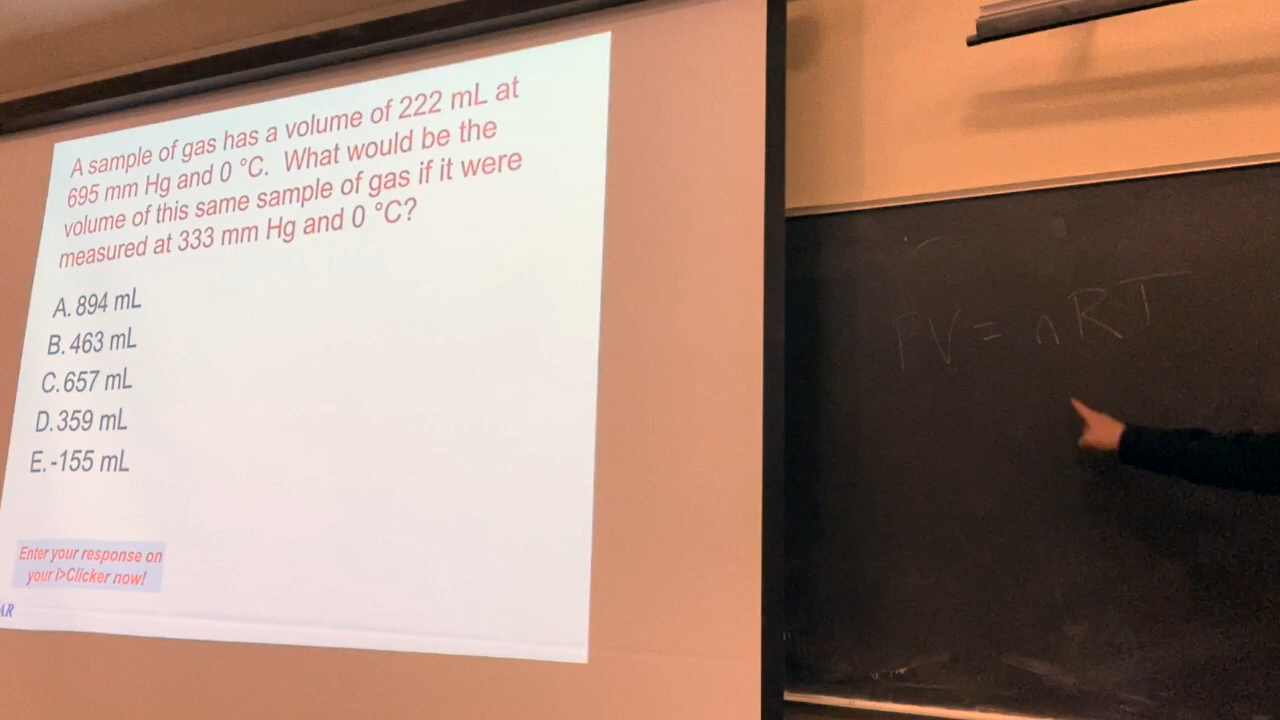 A sample of gas has a volume of 222 mL at
695 mm Hg and 0 °C. What would be the
volume of this same sample of gas if it were
measured at 333 mm Hg and 0 °C?
A. 894 mL
B. 463 mL
C. 657 mL
D. 359 mL
E. -155 mL
Enter your response on
your i>Clicker now!
AR
PV = nRT